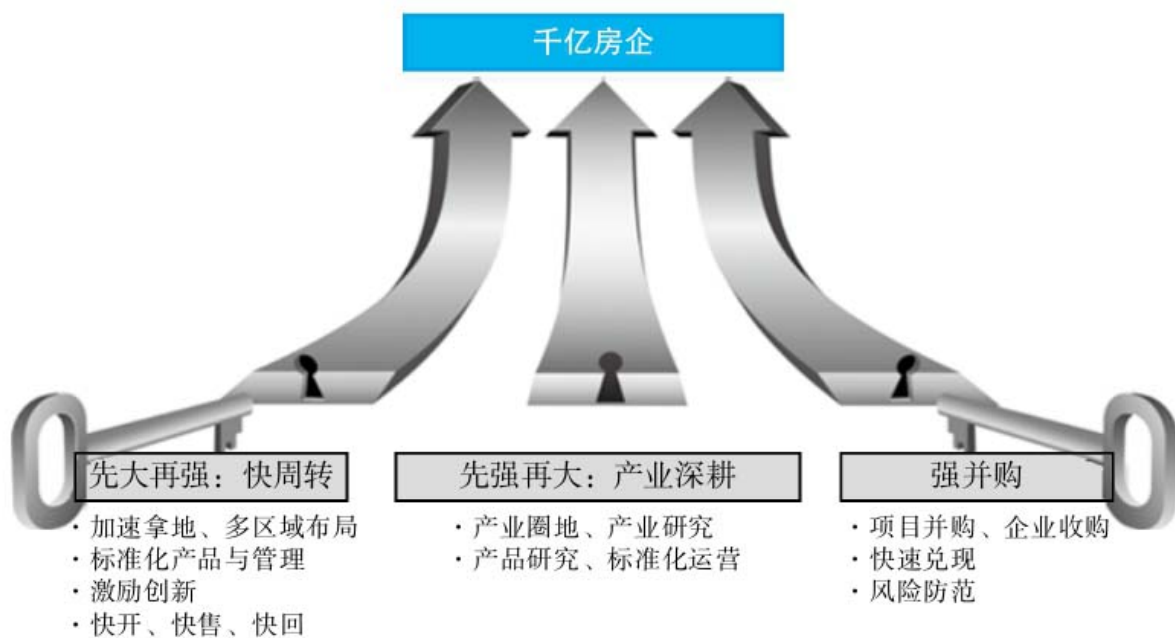 千亿房企
先大再强：快周转
·加速拿地、多区域布局
·标准化产品与管理
·激励创新
·快开、快售、快回
先强再大：产业深耕
·产业圈地、产业研究
·产品研究、标准化运营
强并购
·项目并购、企业收购
·快速兑现
·风险防范